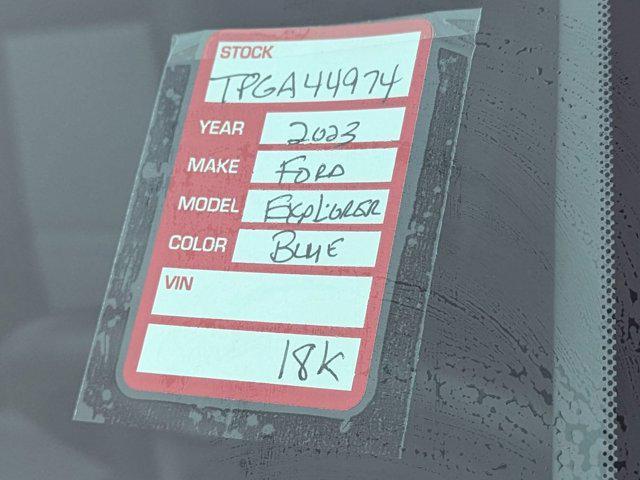 STOCK
TPGA44974
YEAR 2023
MAKE FORD
MODEL EXPLORER
COLOR BLUE
VIN
18K